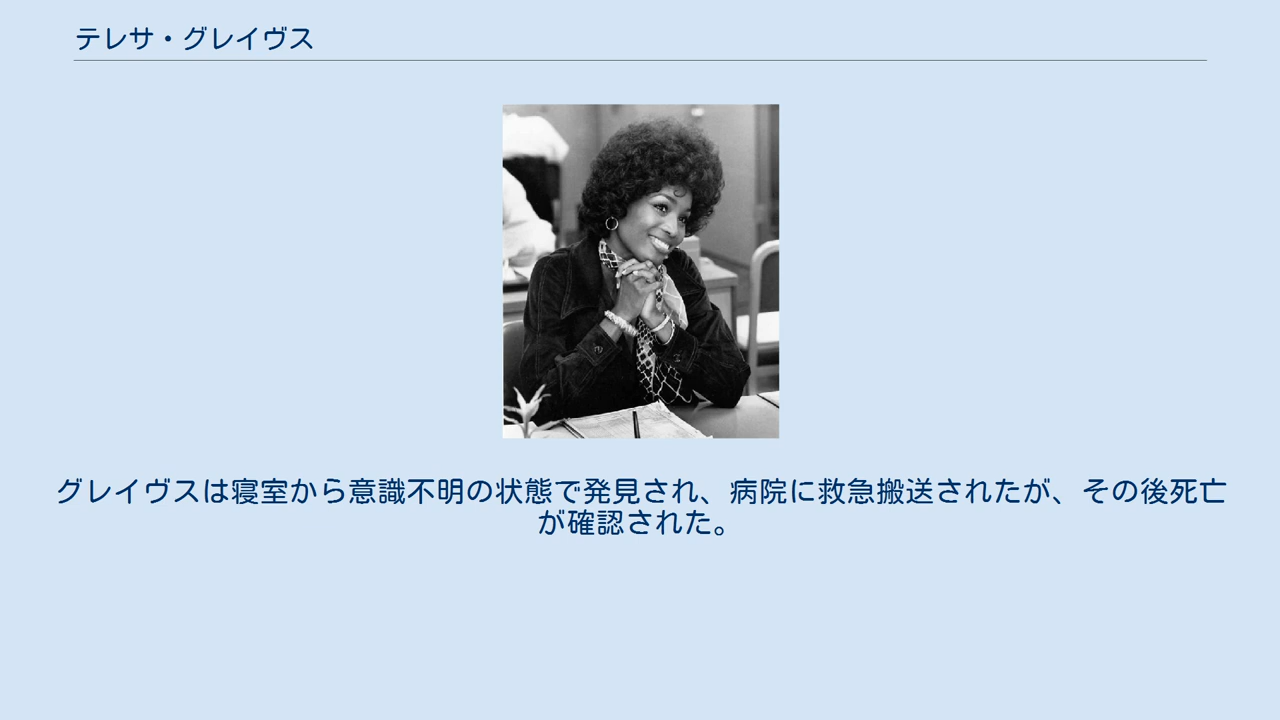 テレサ・グレイヴス
グレイヴスは寝室から意識不明の状態で発見され、病院に救急搬送されたが、その後死亡
が確認された。